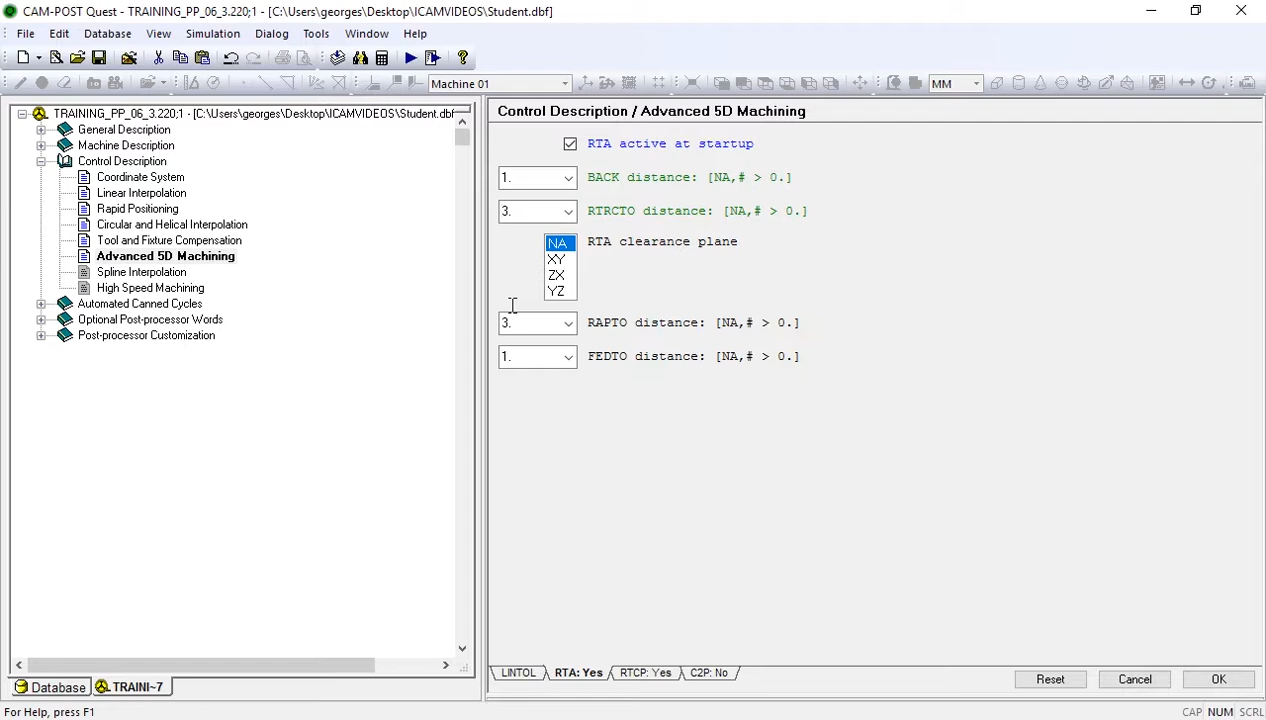 CAM-POST Quest - TRAINING_PP_06_3.220;1 - [C:\Users\georges\Desktop\ICAMVIDEOS\Student.dbf]
File Edit Database View Simulation Dialog Tools Window Help
Machine 01
MM
TRAINING_PP_06_3.220;1 - [C:\Users\georges\Desktop\ICAMVIDEOS\Student.dbf
General Description
Machine Description
Control Description
Coordinate System
Linear Interpolation
Rapid Positioning
Circular and Helical Interpolation
Tool and Fixture Compensation
Advanced 5D Machining
Spline Interpolation
High Speed Machining
Automated Canned Cycles
Optional Post-processor Words
Post-processor Customization
Database TRAINI~7
Control Description / Advanced 5D Machining
RTA active at startup
1. BACK distance: [NA,# > 0.]
3. RTRCTO distance: [NA,# > 0.]
NA RTA clearance plane
XY
ZX
YZ
3. RAPTO distance: [NA,# > 0.]
1. FEDTO distance: [NA,# > 0.]
LINTOL RTA: Yes RTCP: Yes C2P: No
Reset Cancel OK
For Help, press F1
CAP NUM SCRL